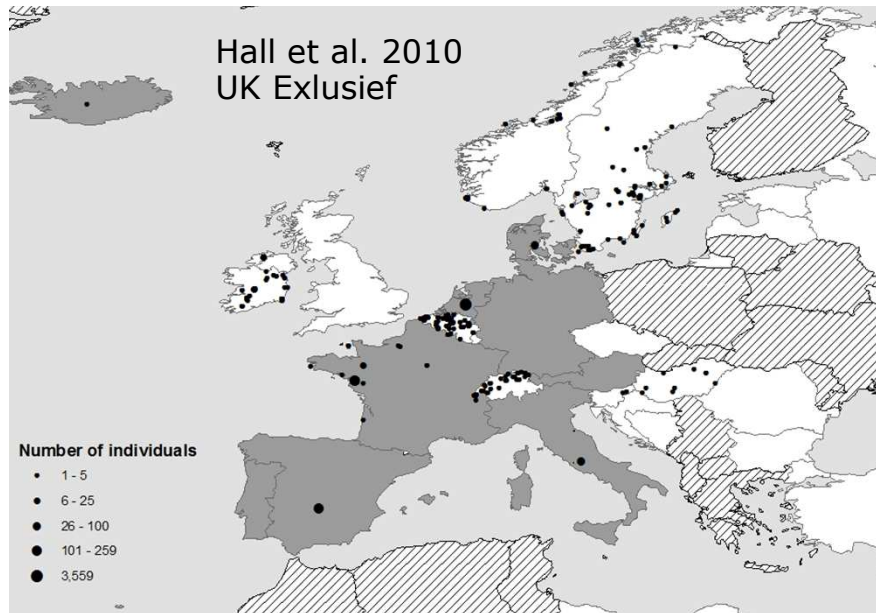 Hall et al. 2010
UK Exlusief
Number of individuals
1 - 5
6 - 25
26 - 100
101 - 259
3,559